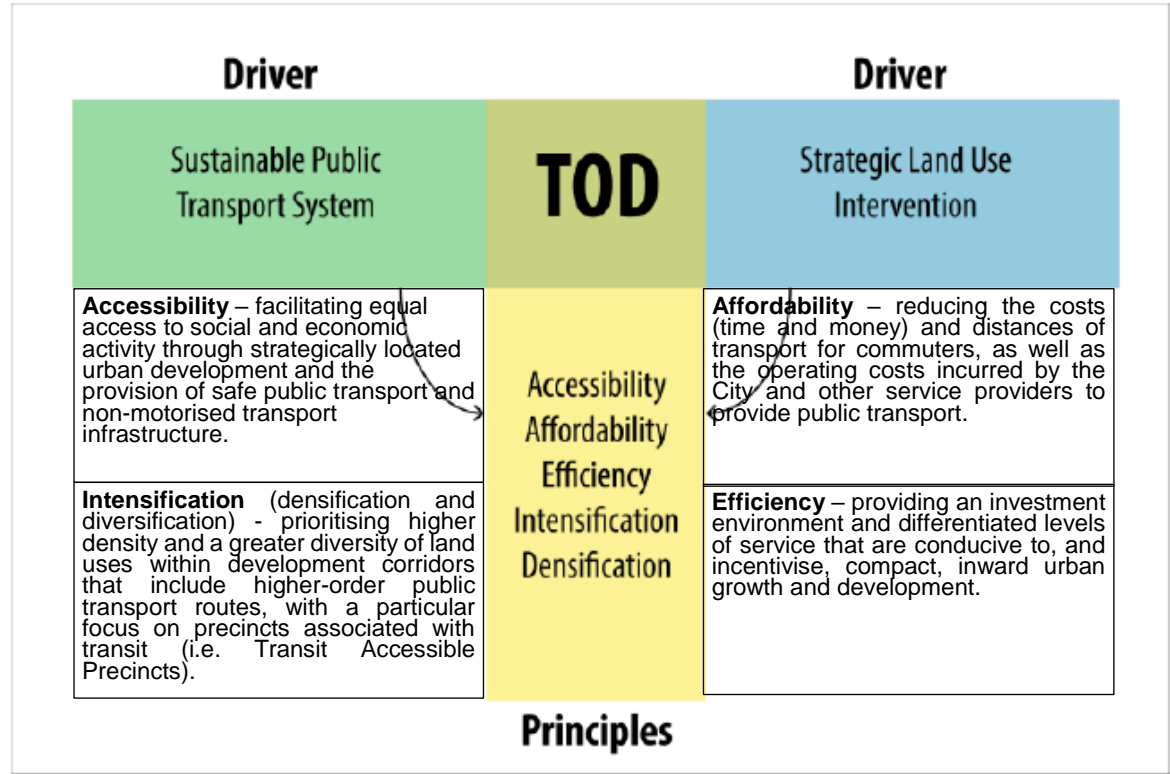 Driver
Driver
Sustainable Public
Transport System
TOD
Strategic Land Use
Intervention
Accessibility – facilitating equal
access to social and economic
activity through strategically located
urban development and the
provision of safe public transport and
non-motorised transport
infrastructure.
Intensification (densification and
diversification) - prioritising higher
density and a greater diversity of land
uses within development corridors
that include higher-order public
transport routes, with a particular
focus on precincts associated with
transit (i.e. Transit Accessible
Precincts).
Accessibility
Affordability
Efficiency
Intensification
Densification
Affordability – reducing the costs
(time and money) and distances of
transport for commuters, as well as
the operating costs incurred by the
City and other service providers to
provide public transport.
Efficiency – providing an investment
environment and differentiated levels
of service that are conducive to, and
incentivise, compact, inward urban
growth and development.
Principles